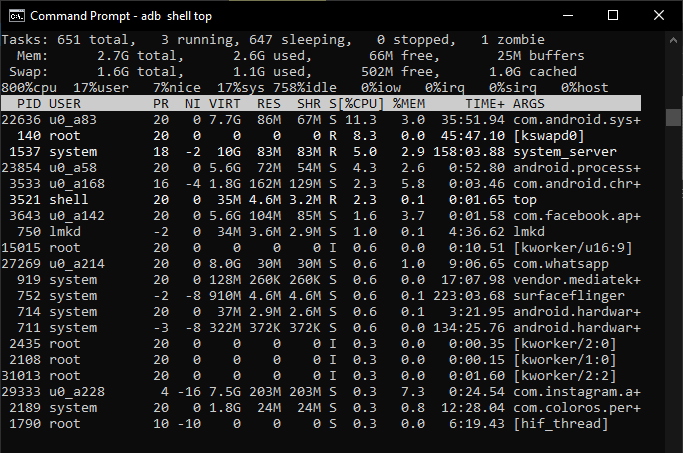 Command Prompt - adb  shell top
Tasks: 651 total,   3 running, 647 sleeping,   0 stopped,   1 zombie
  Mem:      2.7G total,      2.6G used,       66M free,       25M buffers
 Swap:      1.6G total,      1.1G used,      502M free,      1.0G cached
800%cpu  17%user   7%nice  17%sys 758%idle   0%iow   0%irq   0%sirq   0%host
  PID USER         PR  NI VIRT  RES  SHR S[%CPU] %MEM     TIME+ ARGS
22636 u0_a83       20   0 7.7G  86M  67M S 11.3   3.0  35:51.94 com.android.sys+
  140 root         20   0    0    0    0 R  8.3   0.0  45:47.10 [kswapd0]
 1537 system       18  -2  10G  83M  83M R  5.0   2.9 158:03.88 system_server
23854 u0_a58       20   0 5.6G  72M  54M S  4.3   2.6   0:52.80 android.process+
 3533 u0_a168      16  -4 1.8G 162M 129M S  2.3   5.8   0:03.46 com.android.chr+
 3521 shell        20   0  35M 4.6M 3.2M R  2.3   0.1   0:01.65 top
 3643 u0_a142      20   0 5.6G 104M  85M S  1.6   3.7   0:01.58 com.facebook.ap+
  750 lmkd         -2   0  34M 3.6M 2.9M S  1.0   0.1   4:36.62 lmkd
15015 root         20   0    0    0    0 I  0.6   0.0   0:10.51 [kworker/u16:9]
27269 u0_a214      20   0 8.0G  30M  30M S  0.6   1.0   9:06.65 com.whatsapp
  919 system       20   0 128M 260K 260K S  0.6   0.0  17:07.98 vendor.mediatek+
  752 system       -2  -8 910M 4.6M 4.6M S  0.6   0.1 223:03.68 surfaceflinger
  714 system       20   0  37M 2.9M 2.6M S  0.6   0.1   3:21.95 android.hardwar+
  711 system       -3  -8 322M 372K 372K S  0.6   0.0 134:25.76 android.hardwar+
 2435 root         20   0    0    0    0 I  0.3   0.0   0:00.35 [kworker/2:0]
 2108 root         20   0    0    0    0 I  0.3   0.0   0:00.15 [kworker/1:0]
31013 root         20   0    0    0    0 I  0.3   0.0   0:01.60 [kworker/2:2]
29333 u0_a228       4 -16 7.5G 203M 203M S  0.3   7.3   0:24.54 com.instagram.a+
 2189 system       20   0 1.8G  24M  24M S  0.3   0.8  12:28.04 com.coloros.per+
 1790 root         10 -10    0    0    0 S  0.3   0.0   6:19.43 [hif_thread]